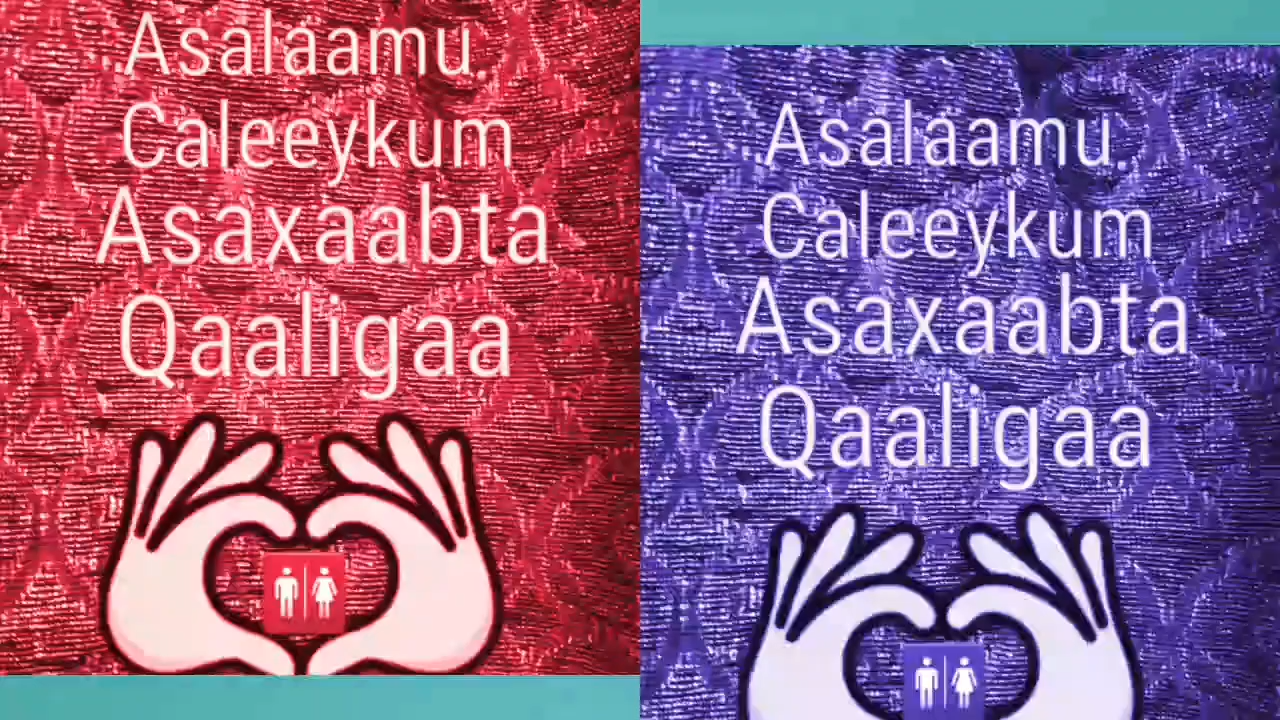 Asalaamu
Caleeykum
Asaxaabta
Qaaligaa
Asalaamu
Caleeykum
Asaxaabta
Qaaligaa